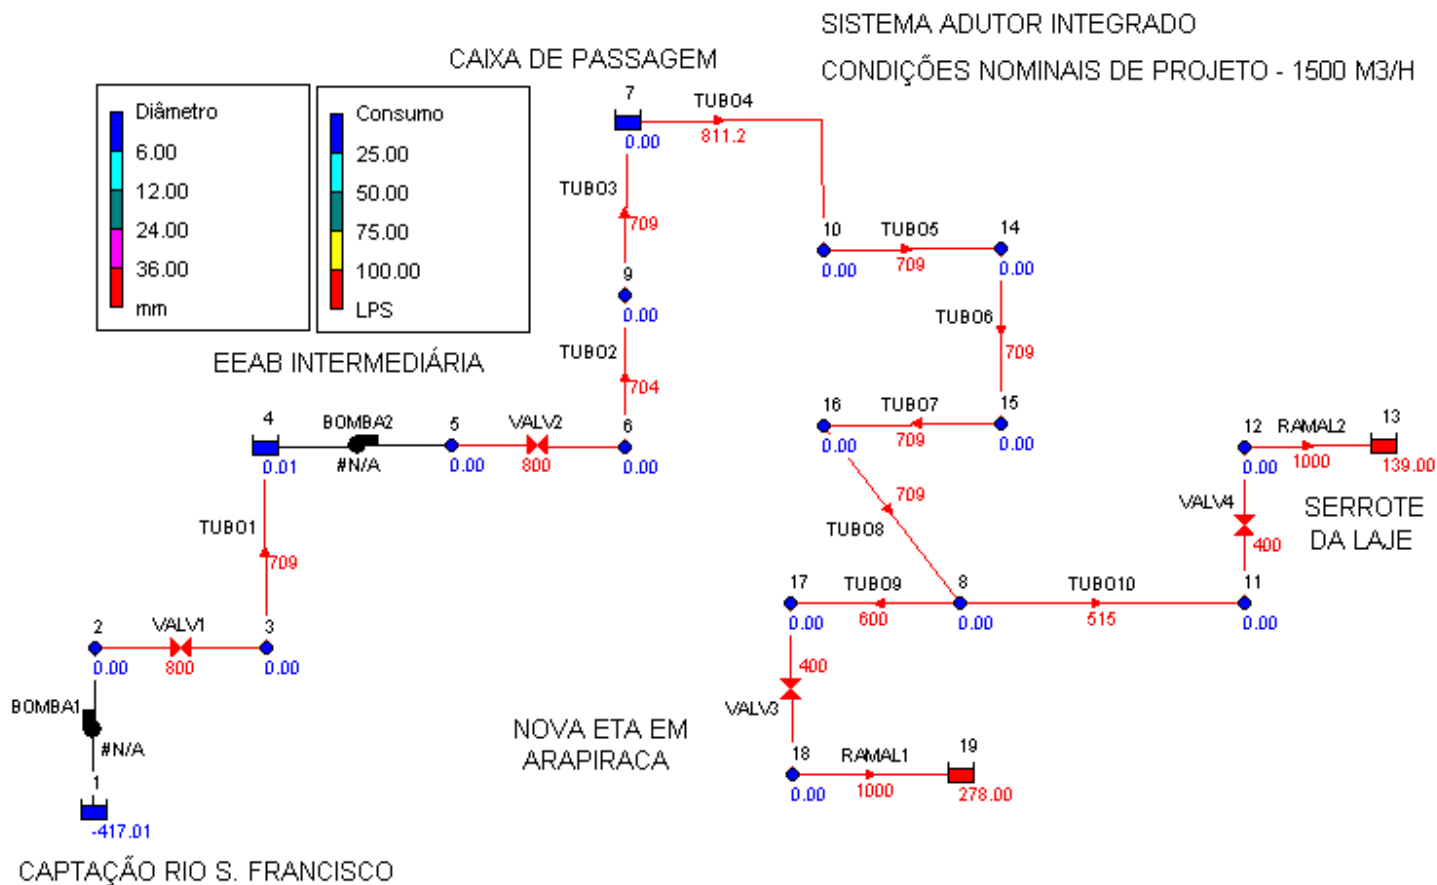 SISTEMA ADUTOR INTEGRADO
CONDIÇÕES NOMINAIS DE PROJETO - 1500 M3/H
CAIXA DE PASSAGEM
Diâmetro
6.00
12.00
24.00
36.00
mm
Consumo
25.00
50.00
75.00
100.00
LPS
7
TUBO4
0.00
811.2
TUBO3
709
10
TUBO5
14
0.00
709
0.00
9
0.00
TUBO6
709
TUBO2
704
EEAB INTERMEDIÁRIA
4
BOMBA2
5
VALV2
6
0.01
#N/A
0.00
800
0.00
16
TUBO7
15
0.00
709
0.00
12
RAMAL2
13
0.00
1000
139.00
SERROTE
DA LAJE
TUBO1
709
709
TUBO8
VALV4
400
17
TUBO9
8
TUBO10
11
0.00
600
0.00
515
0.00
2
VALV1
3
0.00
800
0.00
400
VALV3
BOMBA1
#N/A
NOVA ETA EM
ARAPIRACA
18
RAMAL1
19
0.00
1000
278.00
1
-417.01
CAPTAÇÃO RIO S. FRANCISCO